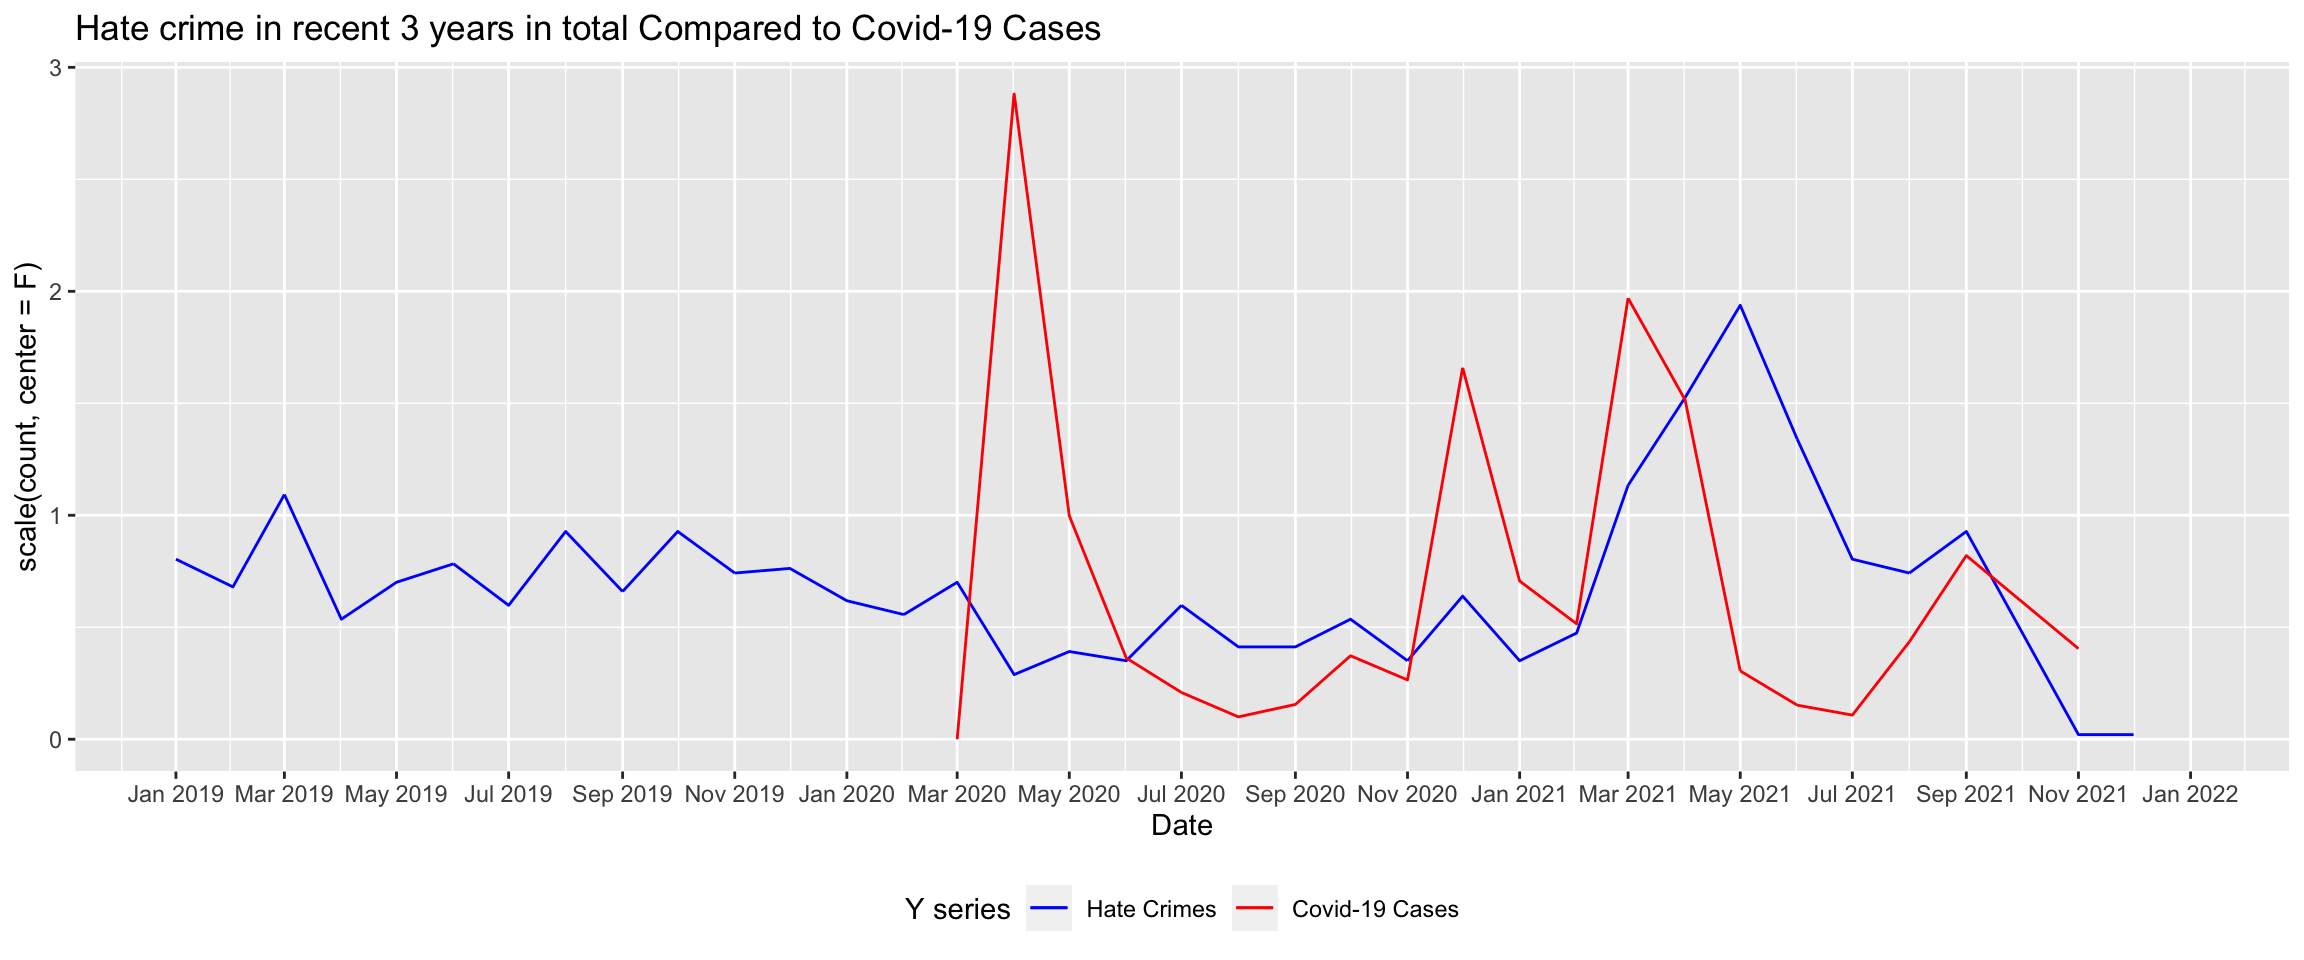 Hate crime in recent 3 years in total Compared to Covid-19 Cases
scale(count, center = F)
3
2
1
0
Jan 2019 Mar 2019 May 2019 Jul 2019 Sep 2019 Nov 2019 Jan 2020 Mar 2020 May 2020 Jul 2020 Sep 2020 Nov 2020 Jan 2021 Mar 2021 May 2021 Jul 2021 Sep 2021 Nov 2021 Jan 2022
Date
Y series Hate Crimes Covid-19 Cases